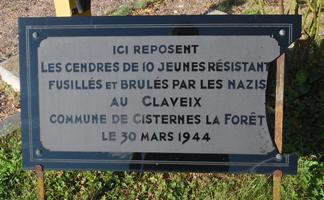 ICI REPOSENT
LES CENDRES DE 10 JEUNES RÉSISTANT
FUSILLÉS ET BRULÉS PAR LES NAZIS
AU CLAVEIX
COMMUNE DE CISTERNES LA FORÊT
LE 30 MARS 1944